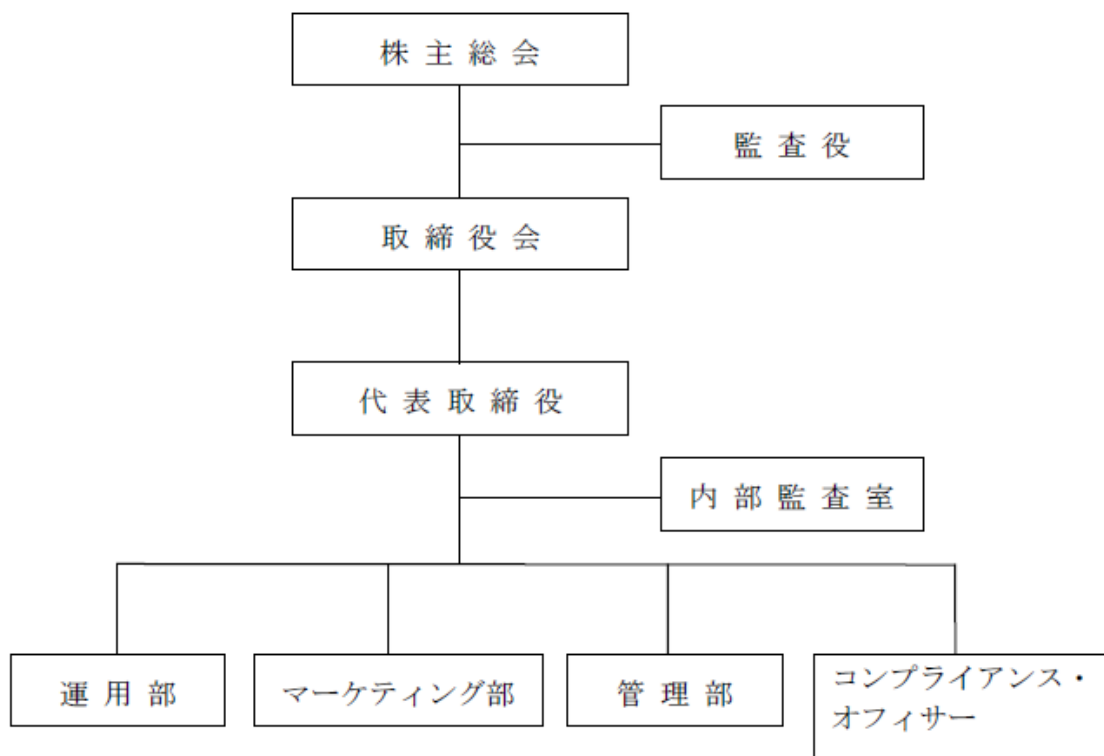 株主総会
監査役
取締役会
代表取締役
内部監査室
運用部
マーケティング部
管理部
コンプライアンス・
オフィサー